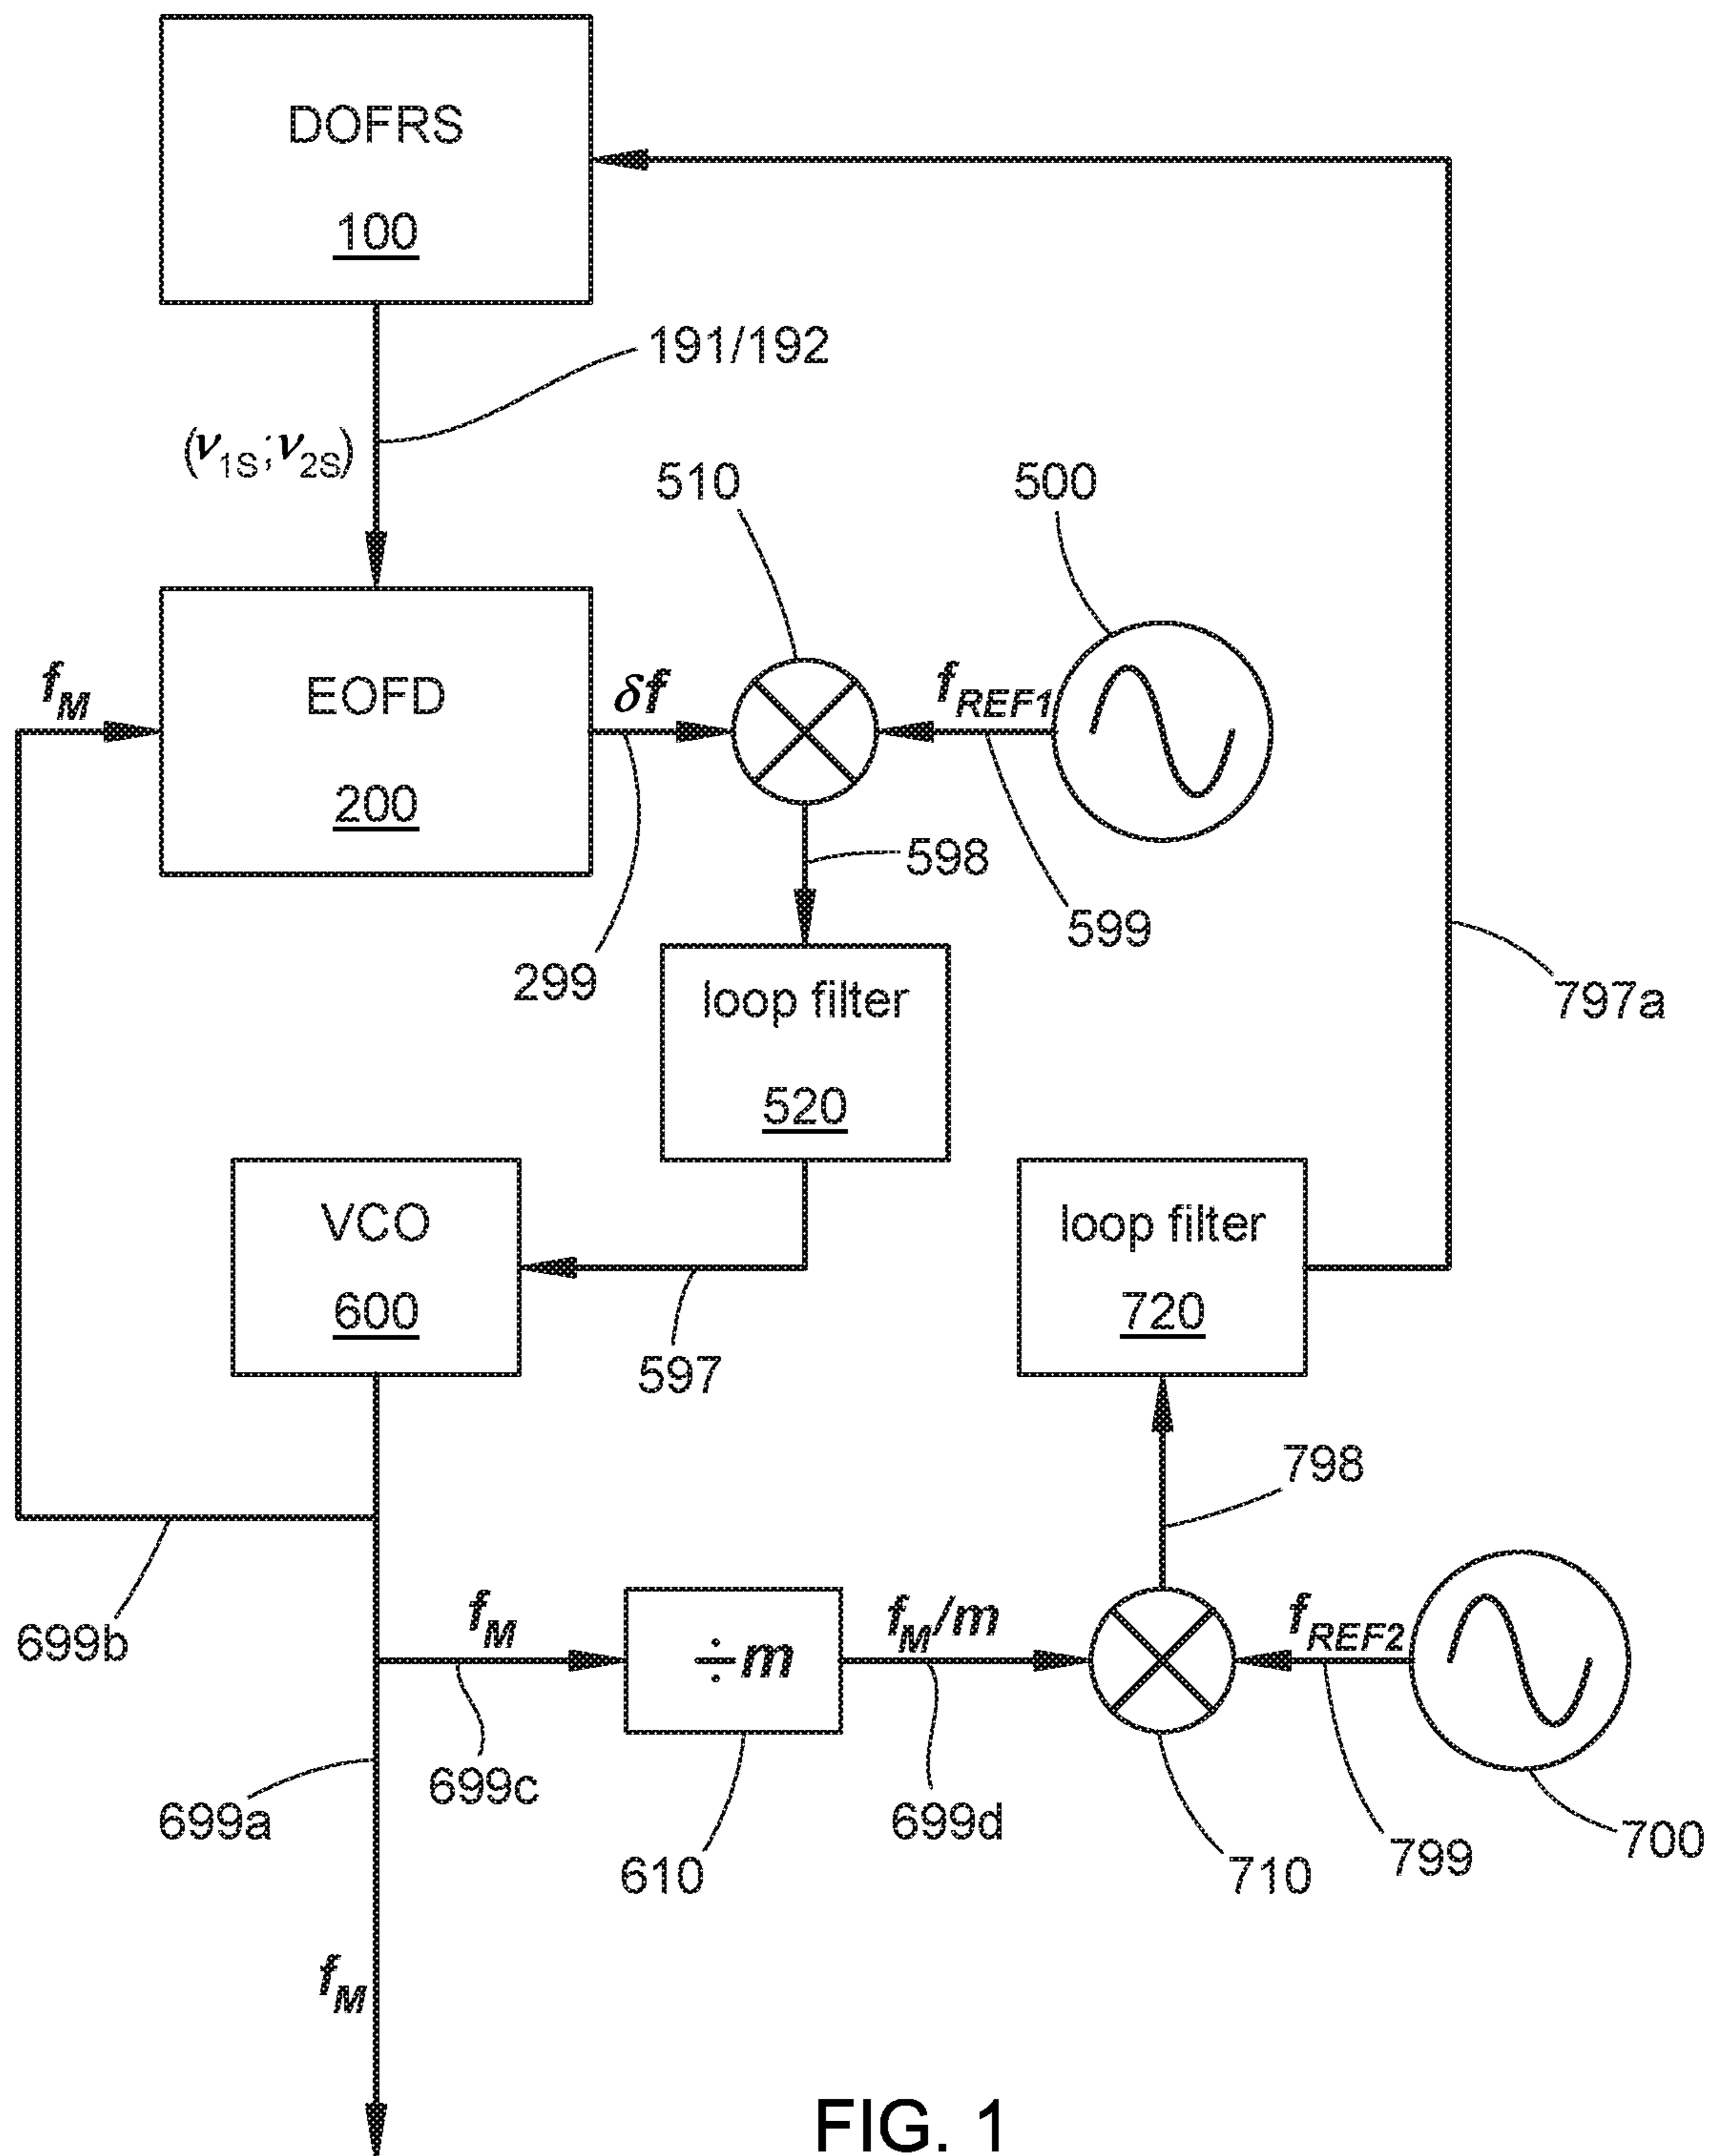 DOFRS
100
191/192
(ν1S;ν2S)
510
500
fM
EOFD
200
δf
fREF1
598
599
299
loop filter
520
797a
VCO
600
597
loop filter
720
798
699b
fM
÷m
fM/m
fREF2
699a
699c
610
699d
710
799
700
fM
FIG. 1